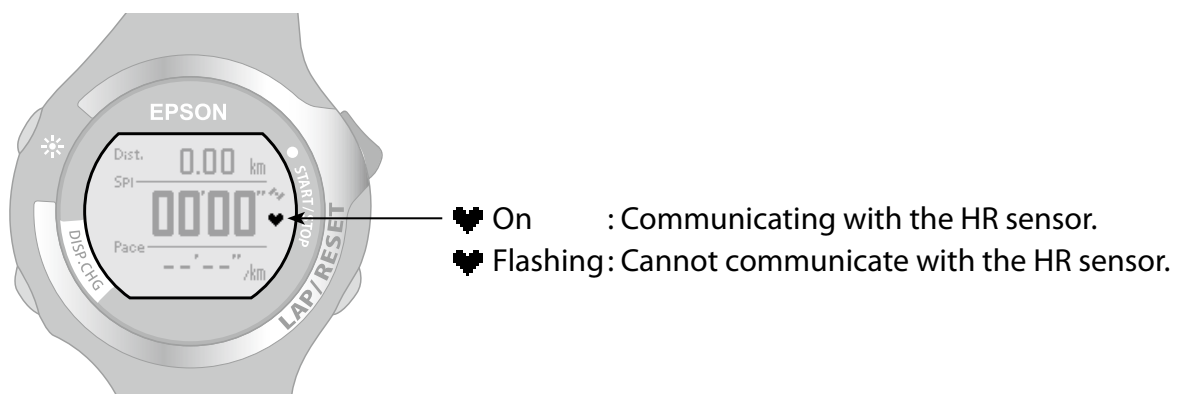 EPSON
Dist. 0.00 km
SPI
00'00"
Pace
--'--"/km
START/STOP
LAP/RESET
DISP.CHG
On : Communicating with the HR sensor.
Flashing: Cannot communicate with the HR sensor.